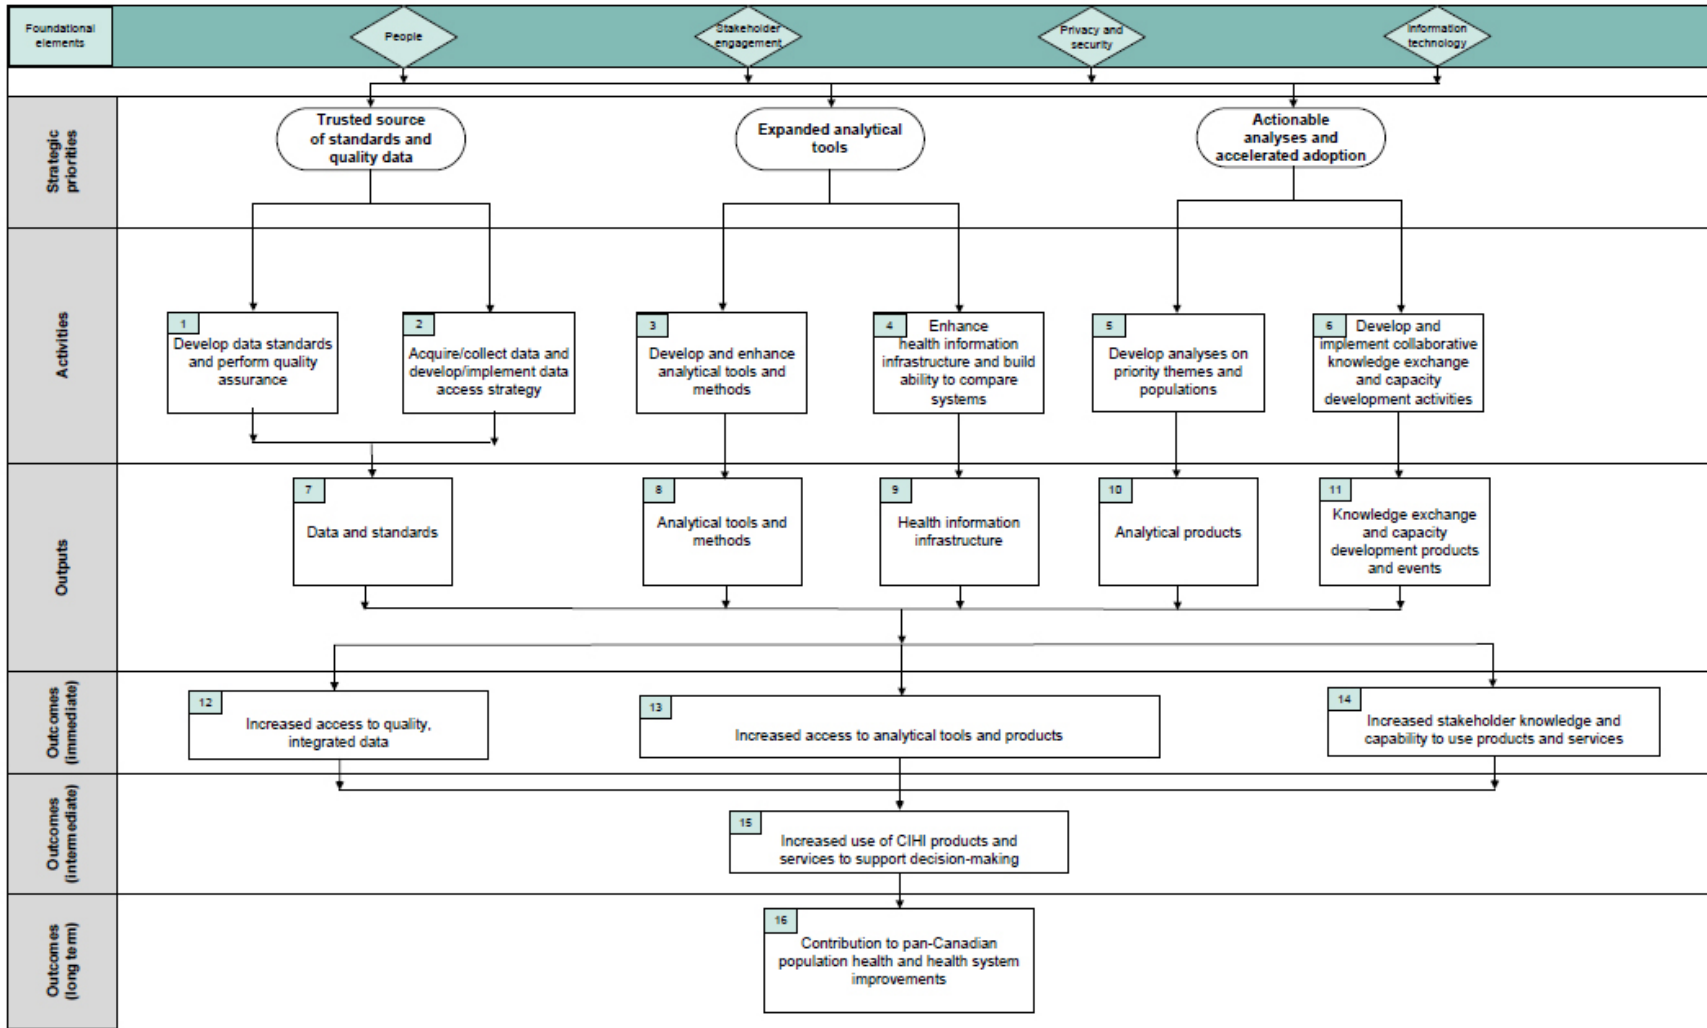 Foundational
elements
People
Stakeholder
engagement
Privacy and
security
Information
technology
Strategic
priorities
Trusted source
of standards and
quality data
Expanded analytical
tools
Actionable
analyses and
accelerated adoption
Activities
1
Develop data standards
and perform quality
assurance
2
Acquire/collect data and
develop/implement data
access strategy
3
Develop and enhance
analytical tools and
methods
4
Enhance
health information
infrastructure and build
ability to compare
systems
5
Develop analyses on
priority themes and
populations
6
Develop and
implement collaborative
knowledge exchange
and capacity
development activities
Outputs
7
Data and standards
8
Analytical tools and
methods
9
Health information
infrastructure
10
Analytical products
11
Knowledge exchange
and capacity
development products
and events
Outcomes
(immediate)
12
Increased access to quality,
integrated data
13
Increased access to analytical tools and products
14
Increased stakeholder knowledge and
capability to use products and services
Outcomes
(intermediate)
15
Increased use of CIHI products and
services to support decision-making
Outcomes
(long term)
16
Contribution to pan-Canadian
population health and health system
improvements